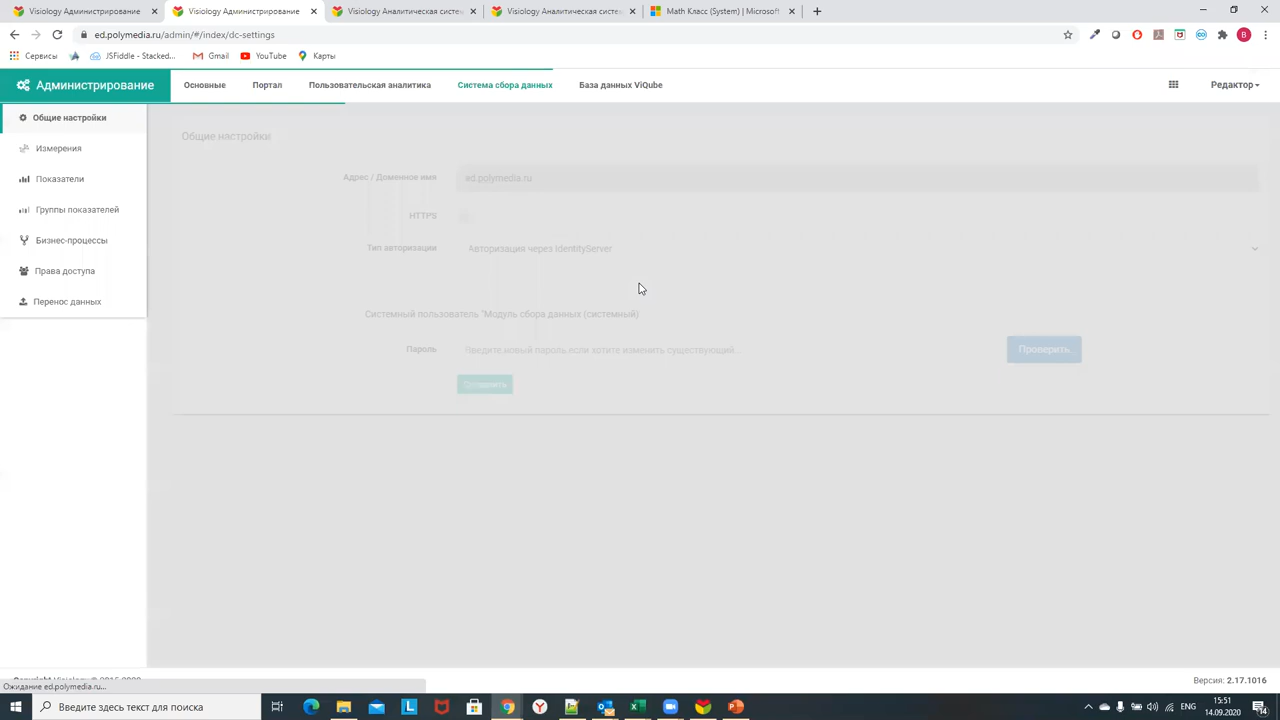 Visiology Администрирование
Visiology Администрирование
Visiology Аналитическая систем
Visiology Аналитическая систем
Math Класс (System) | Microsoft
ed.polymedia.ru/admin/#/index/dc-settings
Сервисы
JSFiddle - Stacked...
Gmail
YouTube
Карты
Администрирование
Основные
Портал
Пользовательская аналитика
Система сбора данных
База данных ViQube
Редактор
Общие настройки
Измерения
Показатели
Группы показателей
Бизнес-процессы
Права доступа
Перенос данных
Общие настройки
Адрес / Доменное имя
ed.polymedia.ru
HTTPS
Тип авторизации
Авторизация через IdentityServer
Системный пользователь "Модуль сбора данных (системный)
Пароль
Введите новый пароль если хотите изменить существующий...
Проверить
Сохранить
Ожидание ed.polymedia.ru...
Версия: 2.17.1016
Введите здесь текст для поиска
ENG
15:51
14.09.2020
4